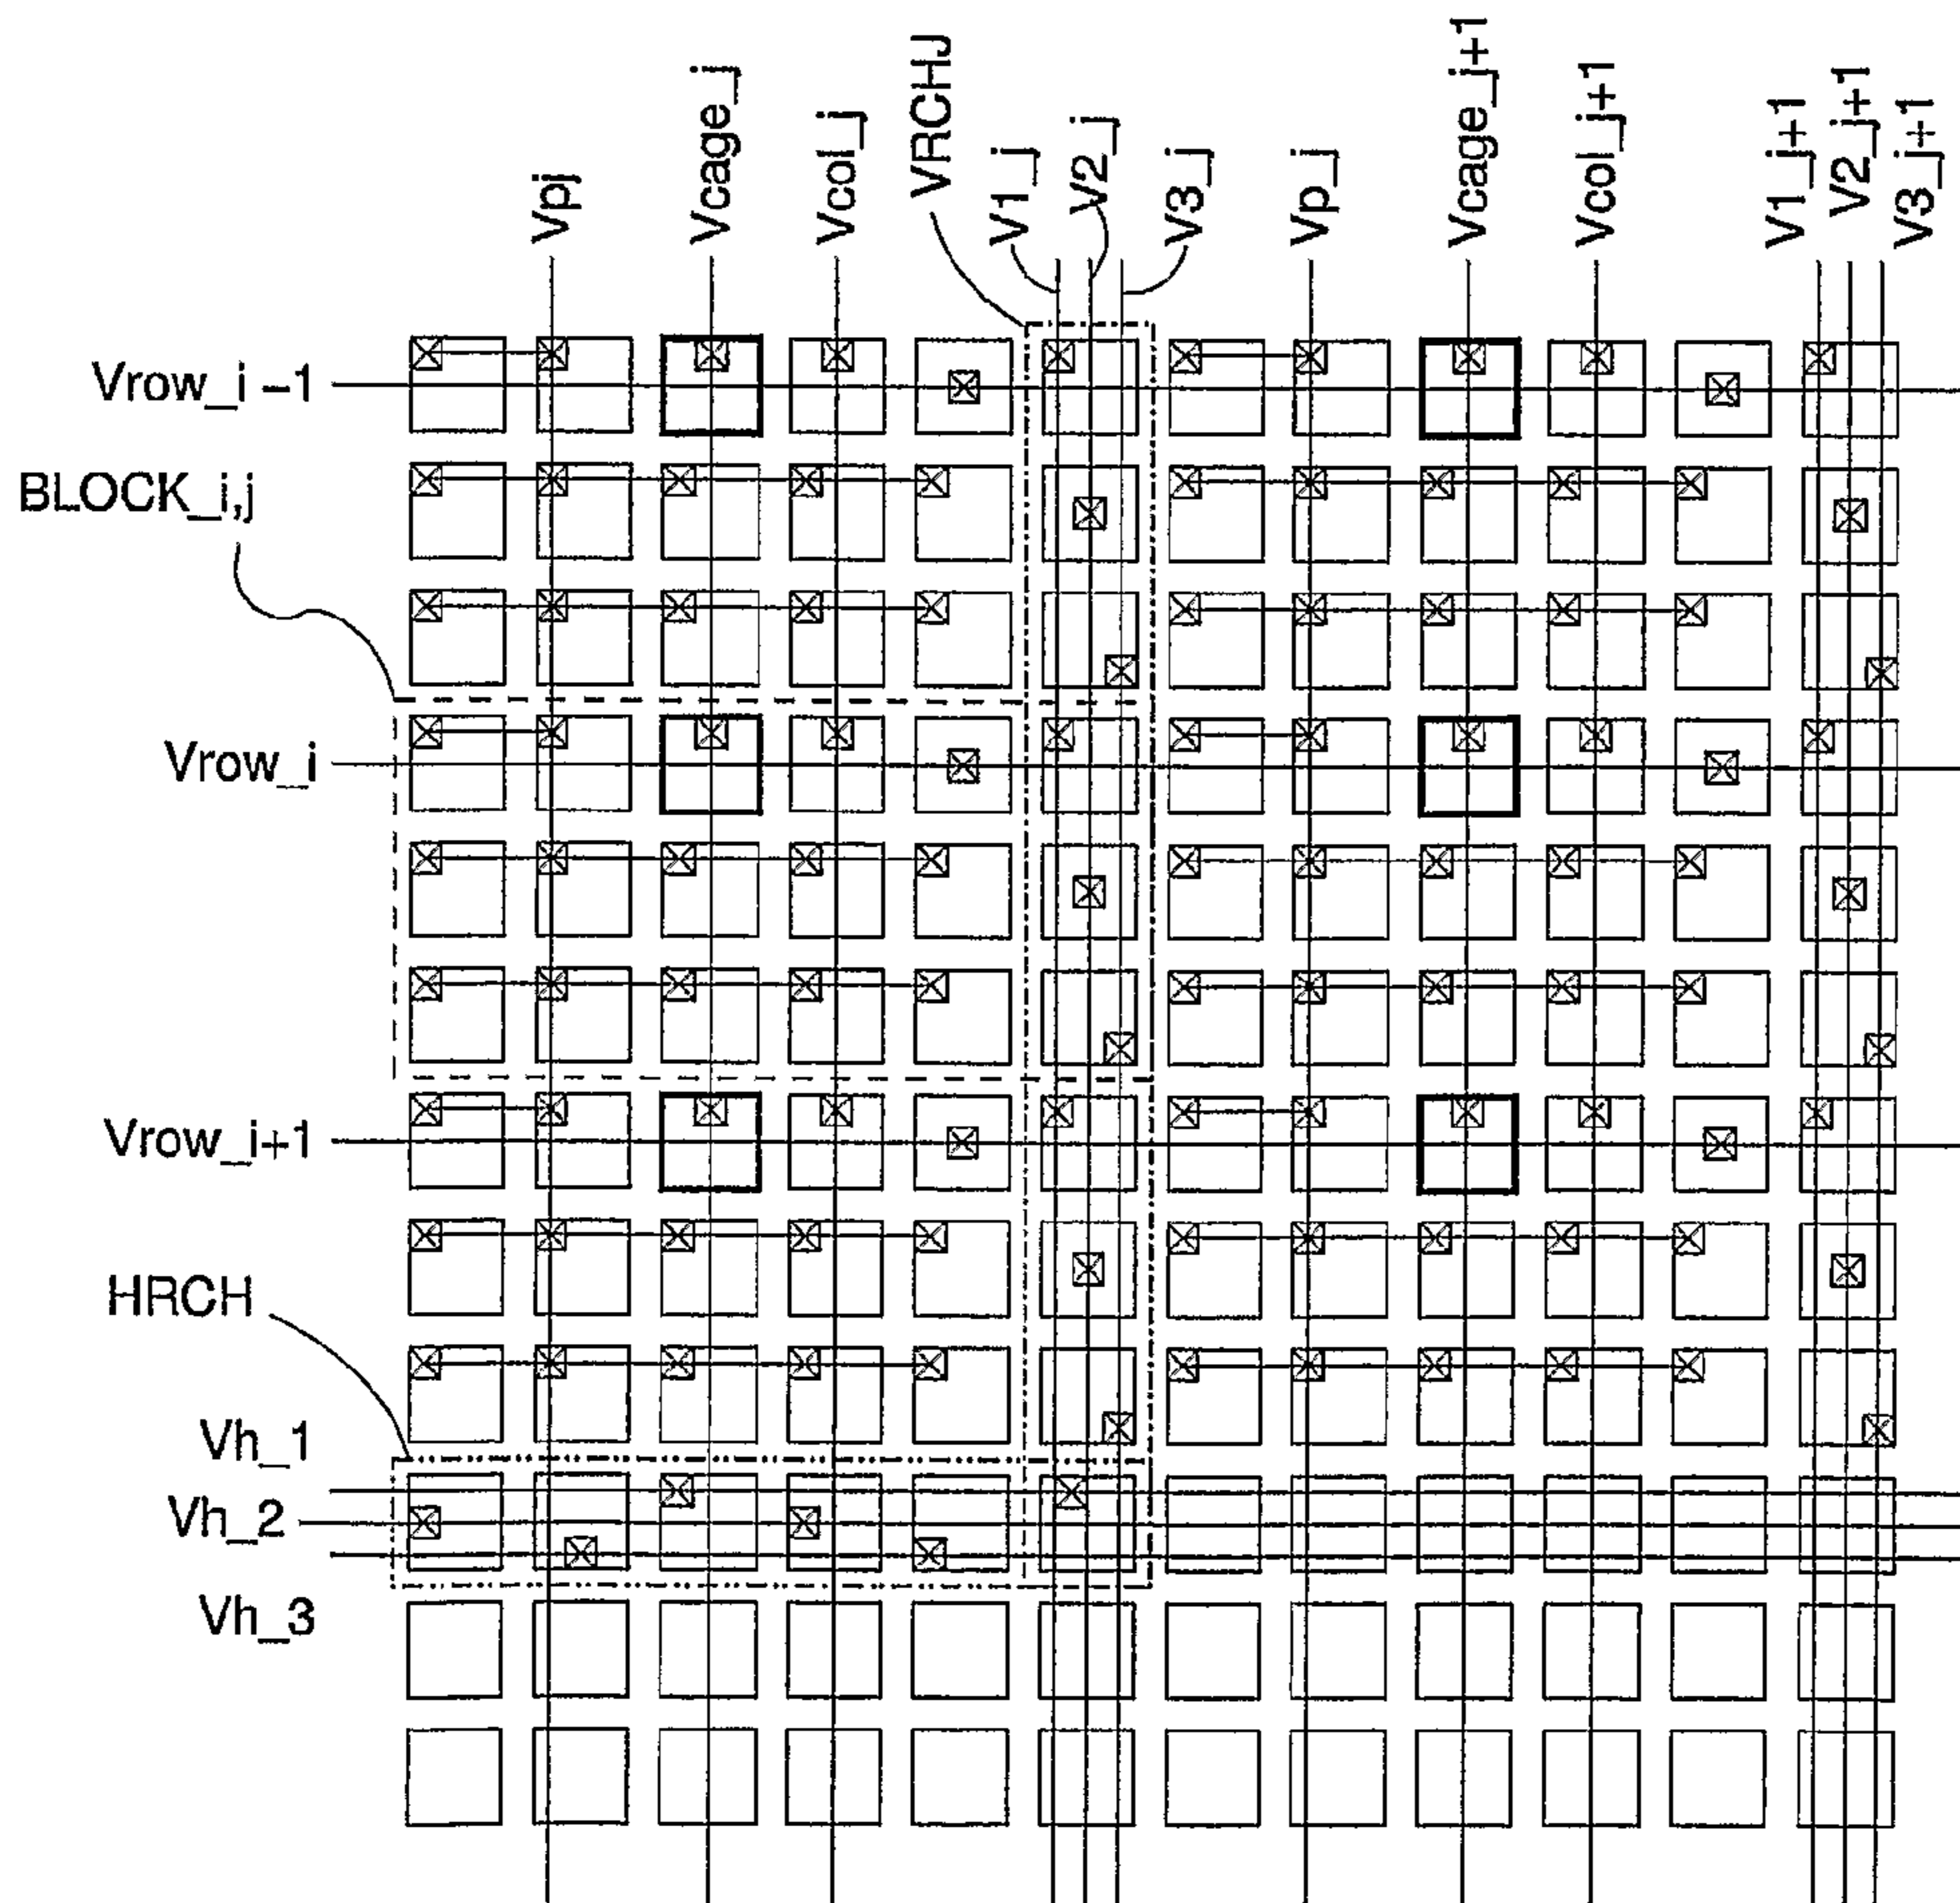 Vpj
Vcage_j
Vcol_j
VRCHJ
V1_j
V2_j
V3_j
Vp_j
Vcage_j+1
Vcol_j+1
V1_j+1
V2_j+1
V3_j+1
Vrow_i -1
BLOCK_i,j
Vrow_i
Vrow_i+1
HRCH
Vh_1
Vh_2
Vh_3